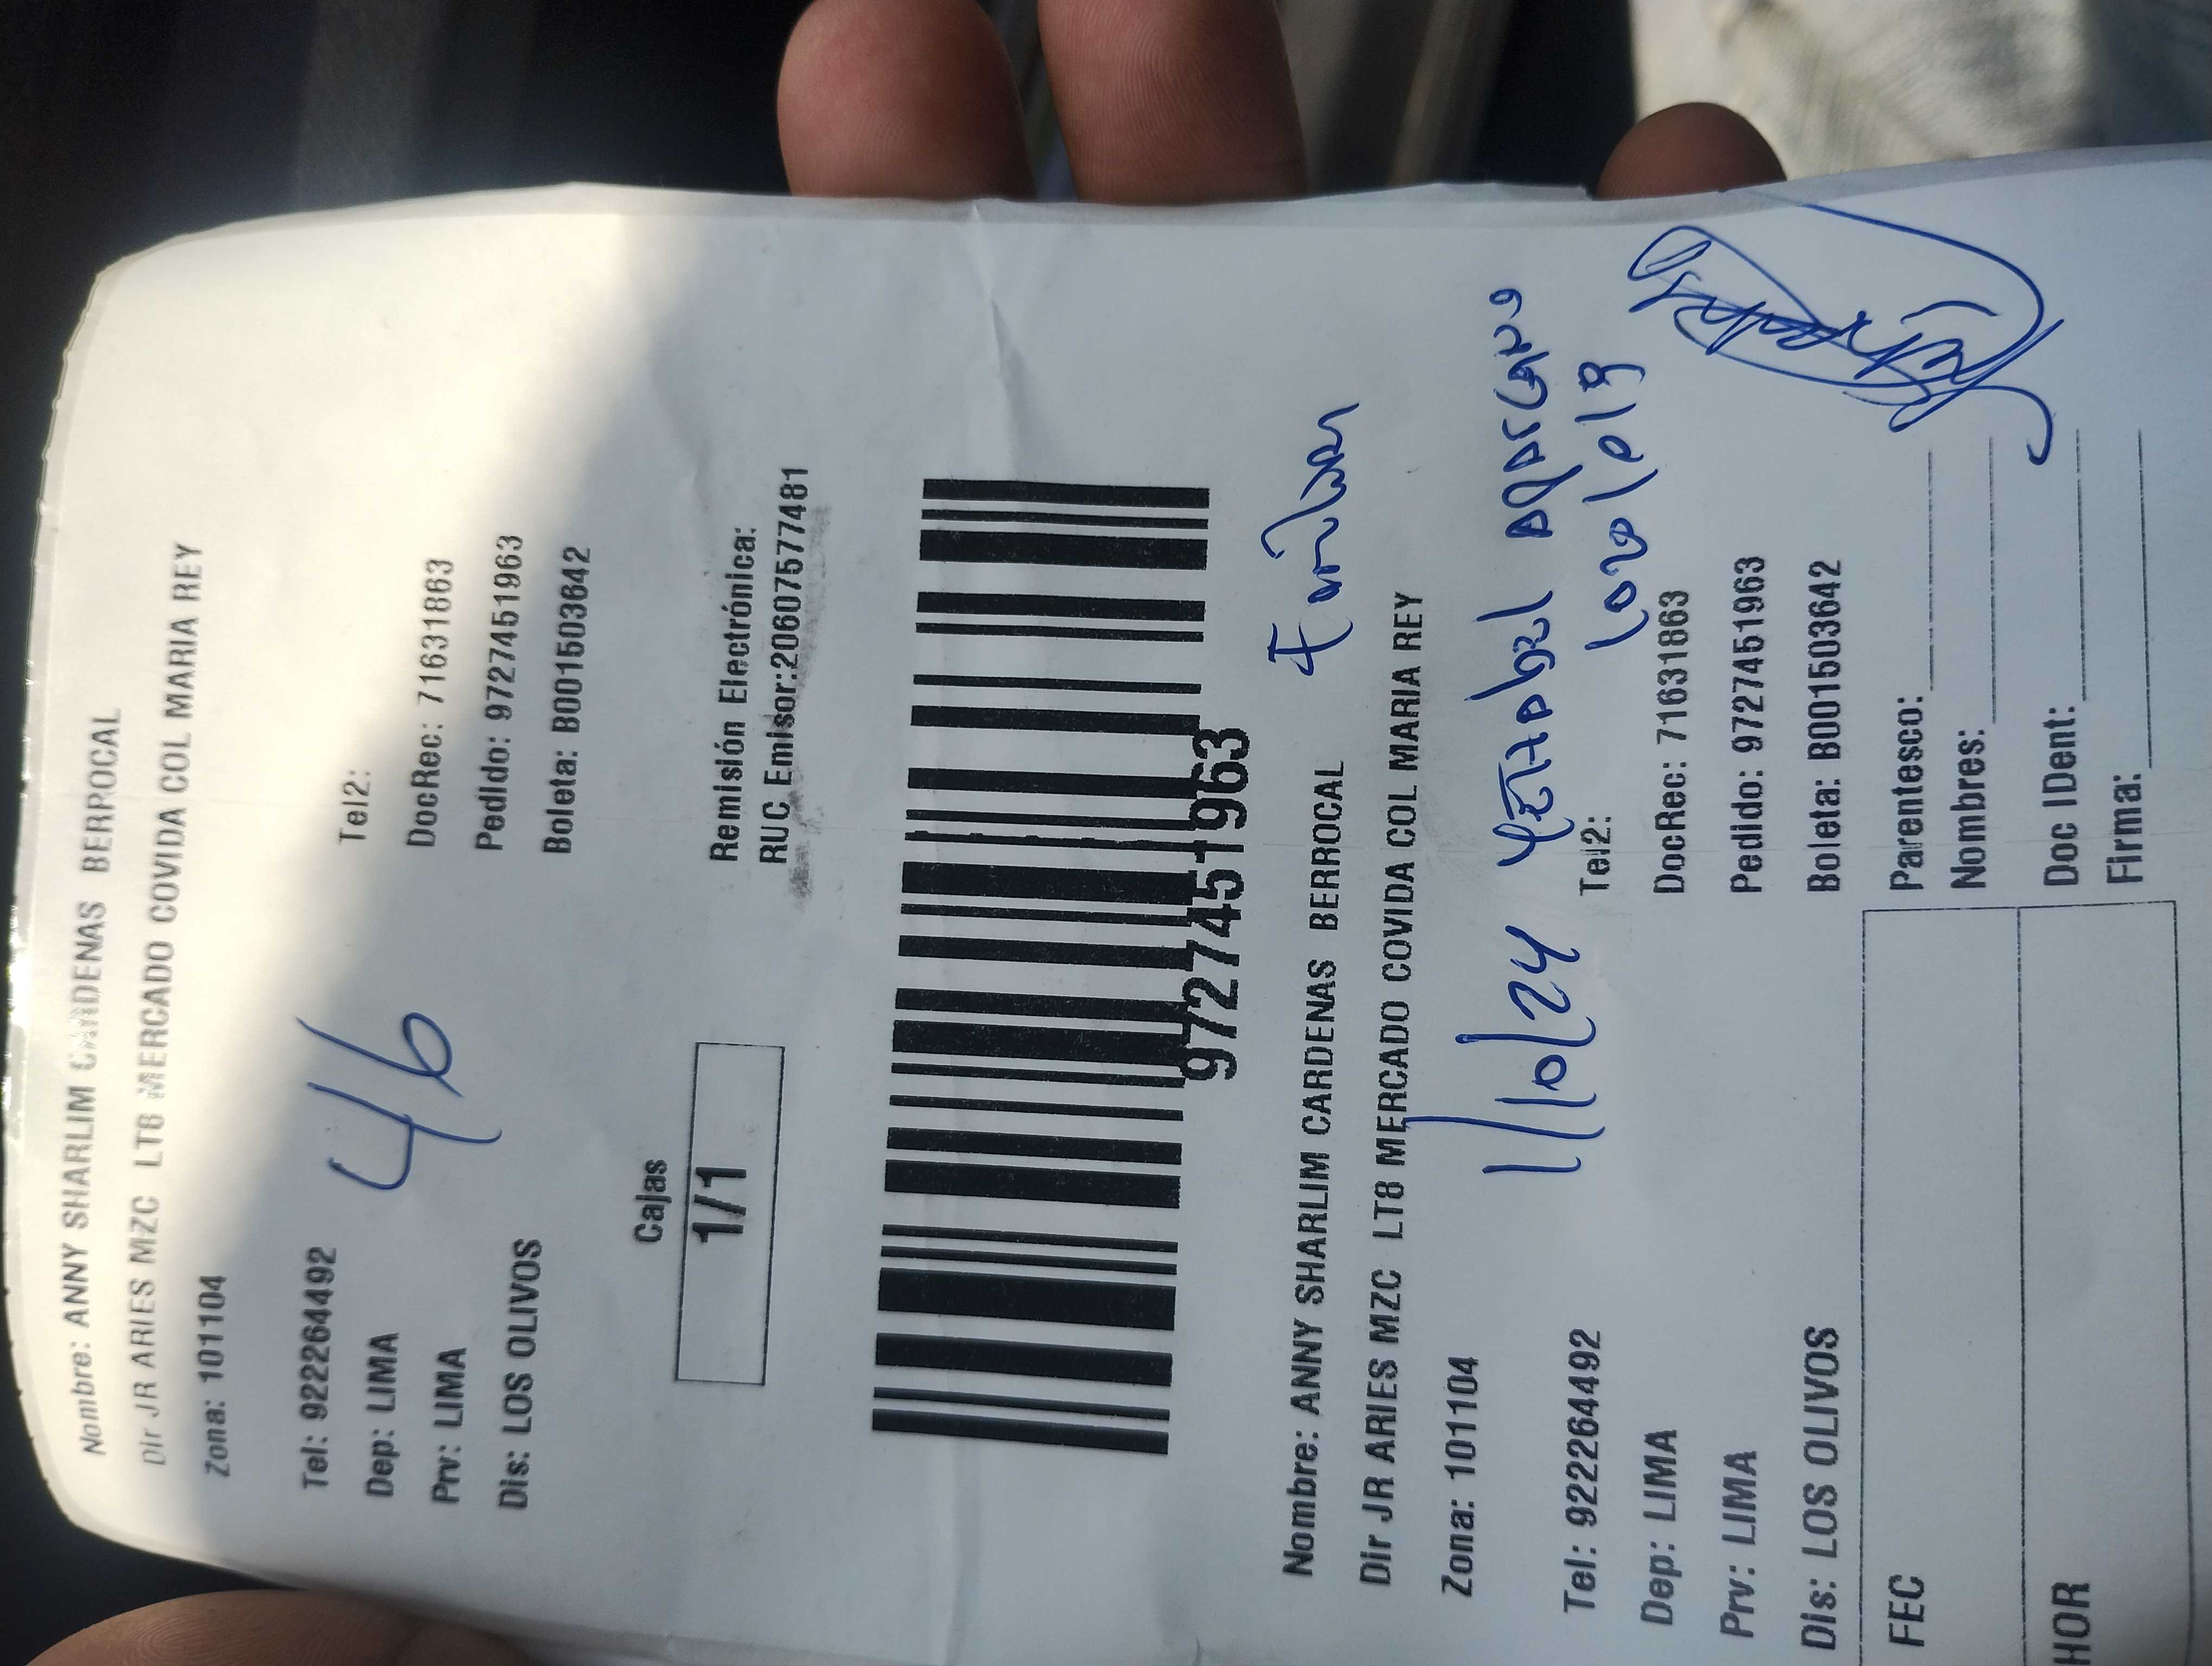 Nombre: ANNY SHARLIM CARDENAS BERROCAL
Dir JR ARIES MZC LT8 MERCADO COVIDA COL MARIA REY
Zona: 101104
Tel: 922264492
Tel2:
46
Dep: LIMA
DocRec: 71631863
Prv: LIMA
Pedido: 9727451963
Dis: LOS OLIVOS
Boleta: B001503642
Cajas
1/1
Remisión Electrónica:
RUC Emisor:20607577481
9727451963
Nombre: ANNY SHARLIM CARDENAS BERROCAL
Dir JR ARIES MZC LT8 MERCADO COVIDA COL MARIA REY
Zona: 101104
1/10/24
Tel: 922264492
Tel2:
Dep: LIMA
DocRec: 71631863
Prv: LIMA
Pedido: 9727451963
Dis: LOS OLIVOS
Boleta: B001503642
FEC
Parentesco:
Nombres:
HOR
Doc IDent:
Firma: